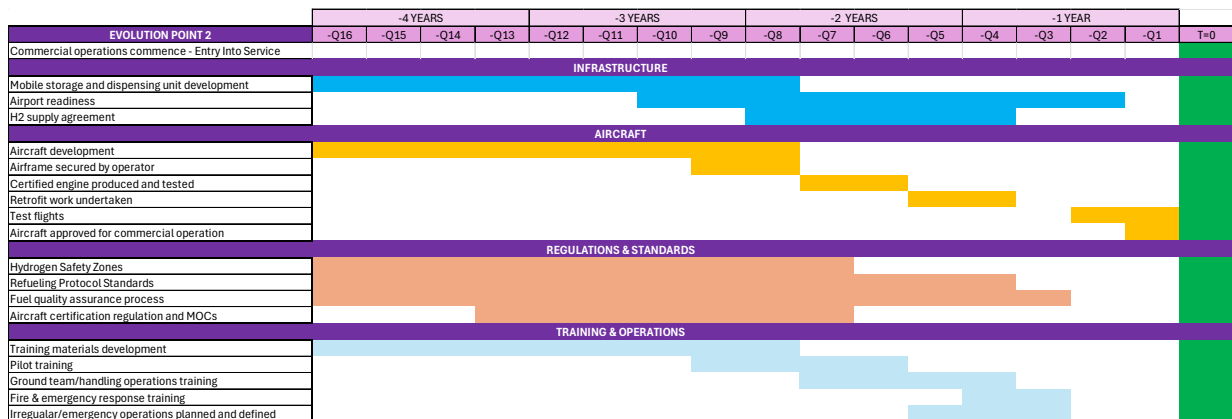 -4 YEARS -3 YEARS -2 YEARS -1 YEAR
EVOLUTION POINT 2 -Q16 -Q15 -Q14 -Q13 -Q12 -Q11 -Q10 -Q9 -Q8 -Q7 -Q6 -Q5 -Q4 -Q3 -Q2 -Q1 T=0
Commercial operations commence - Entry Into Service
INFRASTRUCTURE
Mobile storage and dispensing unit development
Airport readiness
H2 supply agreement
AIRCRAFT
Aircraft development
Airframe secured by operator
Certified engine produced and tested
Retrofit work undertaken
Test flights
Aircraft approved for commercial operation
REGULATIONS & STANDARDS
Hydrogen Safety Zones
Refueling Protocol Standards
Fuel quality assurance process
Aircraft certification regulation and MOCs
TRAINING & OPERATIONS
Training materials development
Pilot training
Ground team/handling operations training
Fire & emergency response training
Irregualar/emergency operations planned and defined